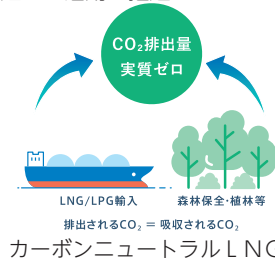 CO₂排出量
実質ゼロ
LNG/LPG輸入
森林保全・植林等
排出されるCO₂ = 吸収されるCO₂
カーボンニュートラルLNG